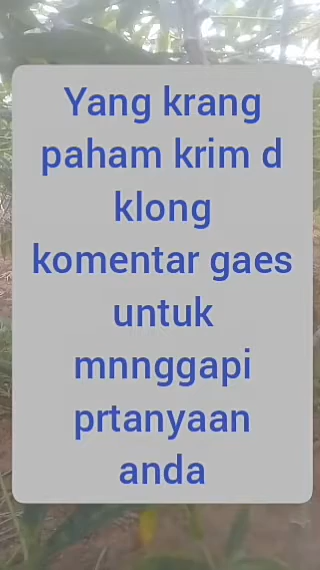 Yang krang
paham krim d
klong
komentar gaes
untuk
mnnggapi
prtanyaan
anda